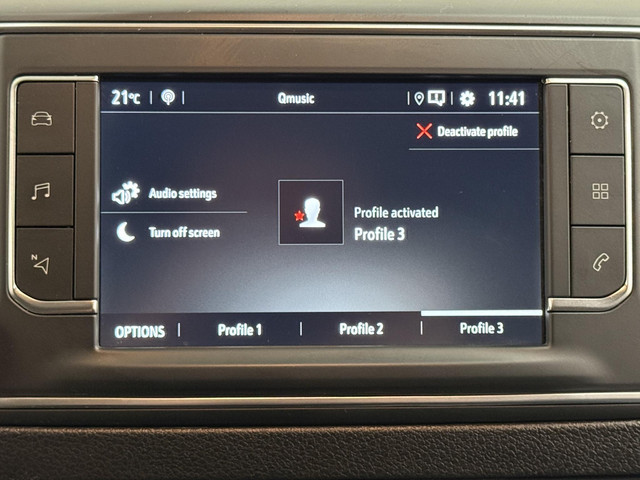 21°C Qmusic 11:41
Deactivate profile
Audio settings
Turn off screen
Profile activated
Profile 3
OPTIONS Profile 1 Profile 2 Profile 3
N